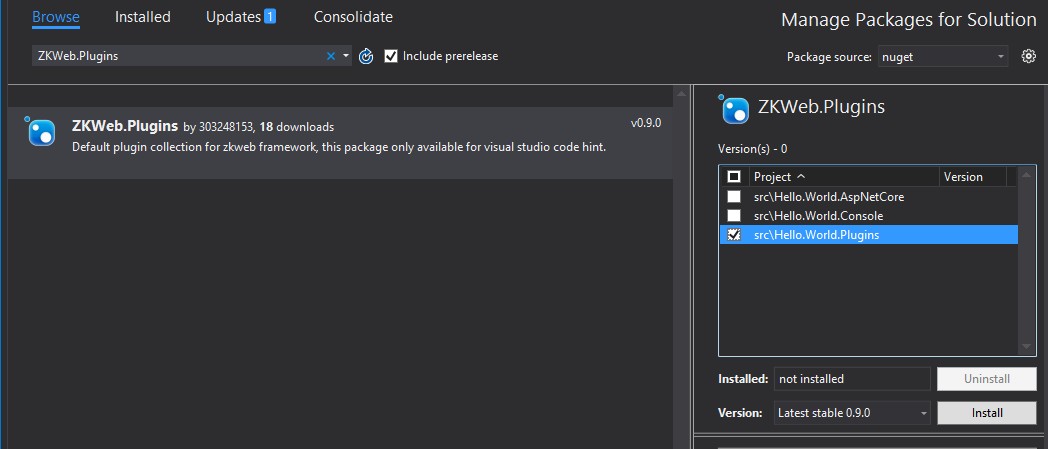 Browse Installed Updates 1 Consolidate
Manage Packages for Solution
ZKWeb.Plugins Include prerelease
Package source: nuget
ZKWeb.Plugins by 303248153, 18 downloads v0.9.0
Default plugin collection for zkweb framework, this package only available for visual studio code hint.
ZKWeb.Plugins
Version(s) - 0
Project Version
src\Hello.World.AspNetCore
src\Hello.World.Console
src\Hello.World.Plugins
Installed: not installed Uninstall
Version: Latest stable 0.9.0 Install